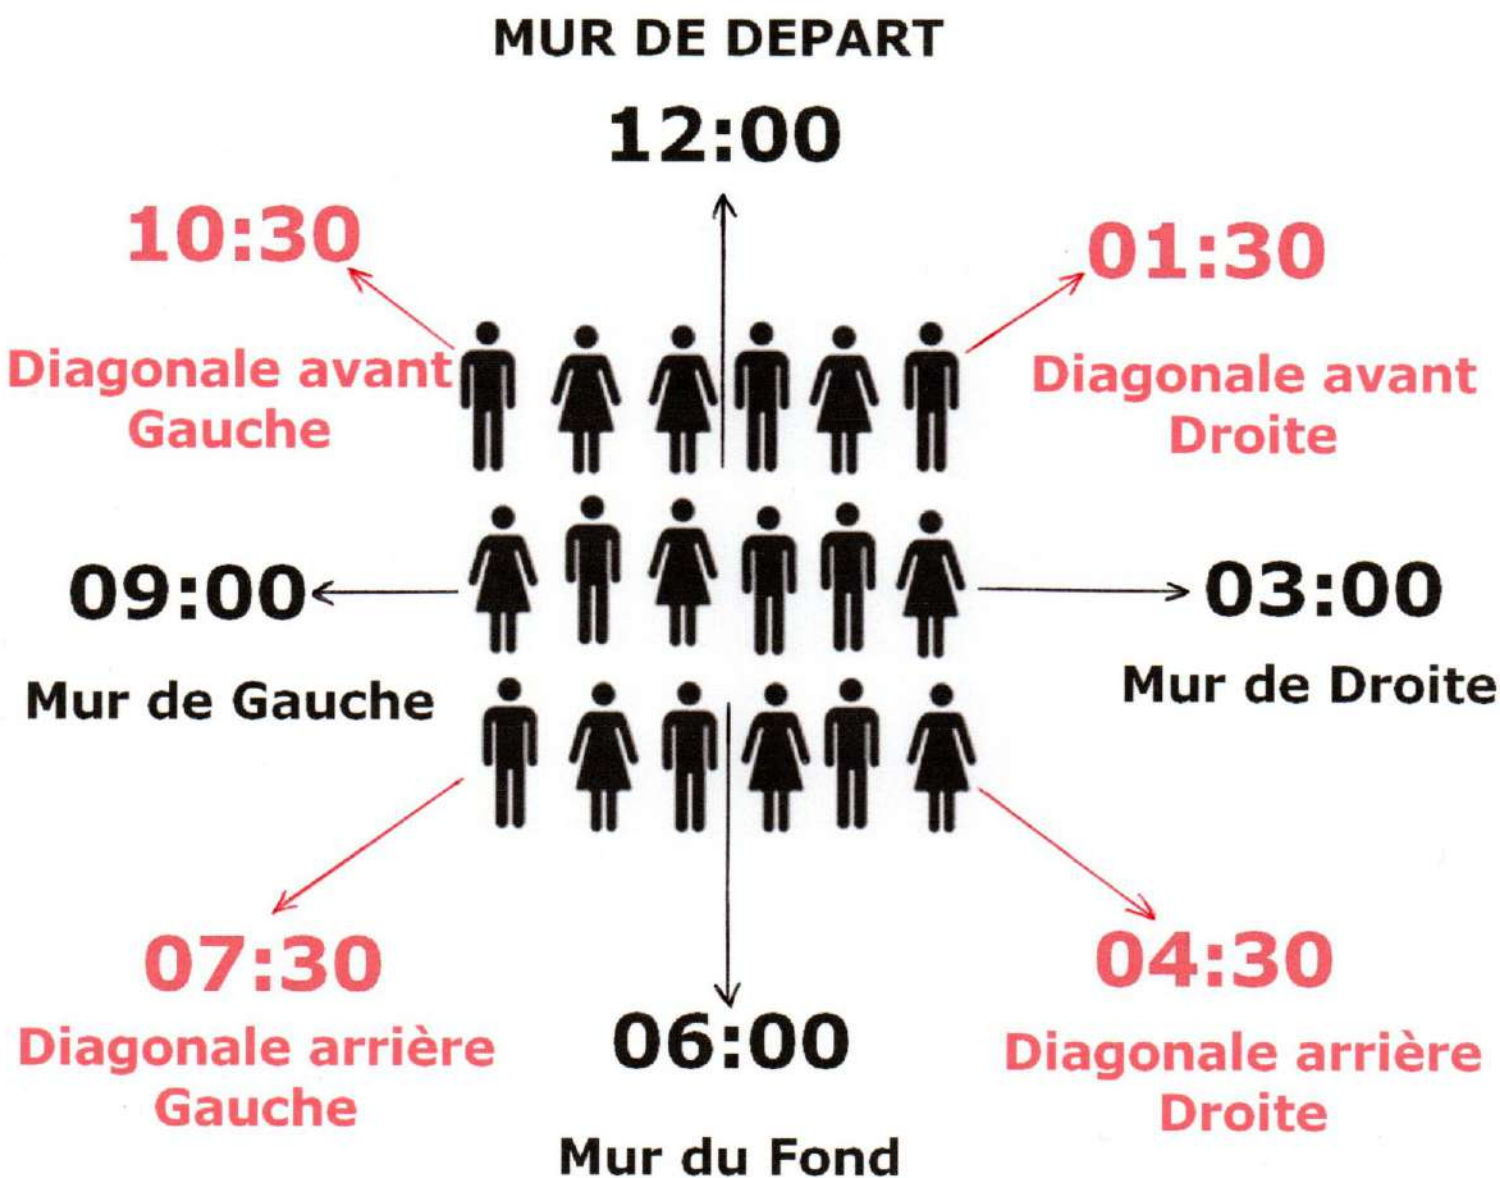 MUR DE DEPART
12:00
10:30
01:30
Diagonale avant
Gauche
Diagonale avant
Droite
09:00
03:00
Mur de Gauche
Mur de Droite
07:30
04:30
Diagonale arrière
Gauche
06:00
Diagonale arrière
Droite
Mur du Fond